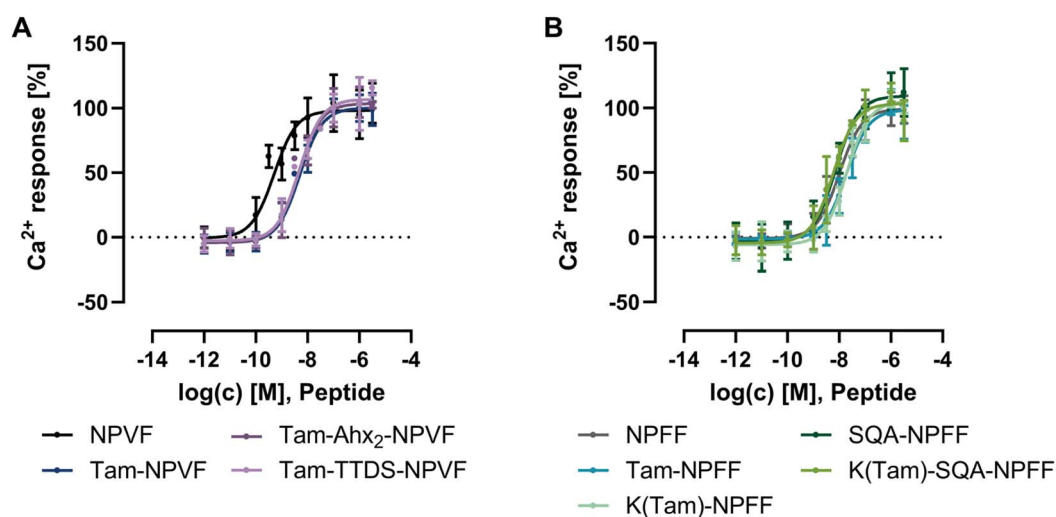 A
Ca2+ response [%]
150
100
50
0
-50
-14 -12 -10 -8 -6 -4
log(c) [M], Peptide
NPVF
Tam-Ahx2-NPVF
Tam-NPVF
Tam-TTDS-NPVF
B
Ca2+ response [%]
150
100
50
0
-50
-14 -12 -10 -8 -6 -4
log(c) [M], Peptide
NPFF
SQA-NPFF
Tam-NPFF
K(Tam)-SQA-NPFF
K(Tam)-NPFF